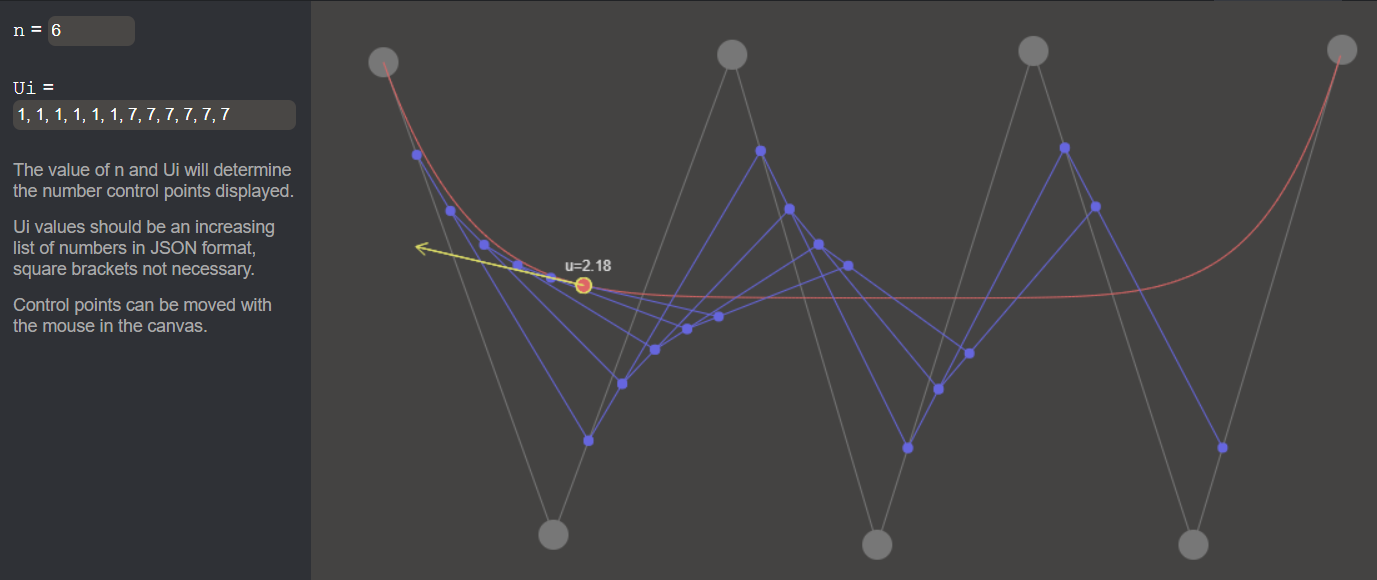 n = 6
Ui =
1, 1, 1, 1, 1, 1, 7, 7, 7, 7, 7, 7
The value of n and Ui will determine
the number control points displayed.
Ui values should be an increasing
list of numbers in JSON format,
square brackets not necessary.
Control points can be moved with
the mouse in the canvas.
u=2.18